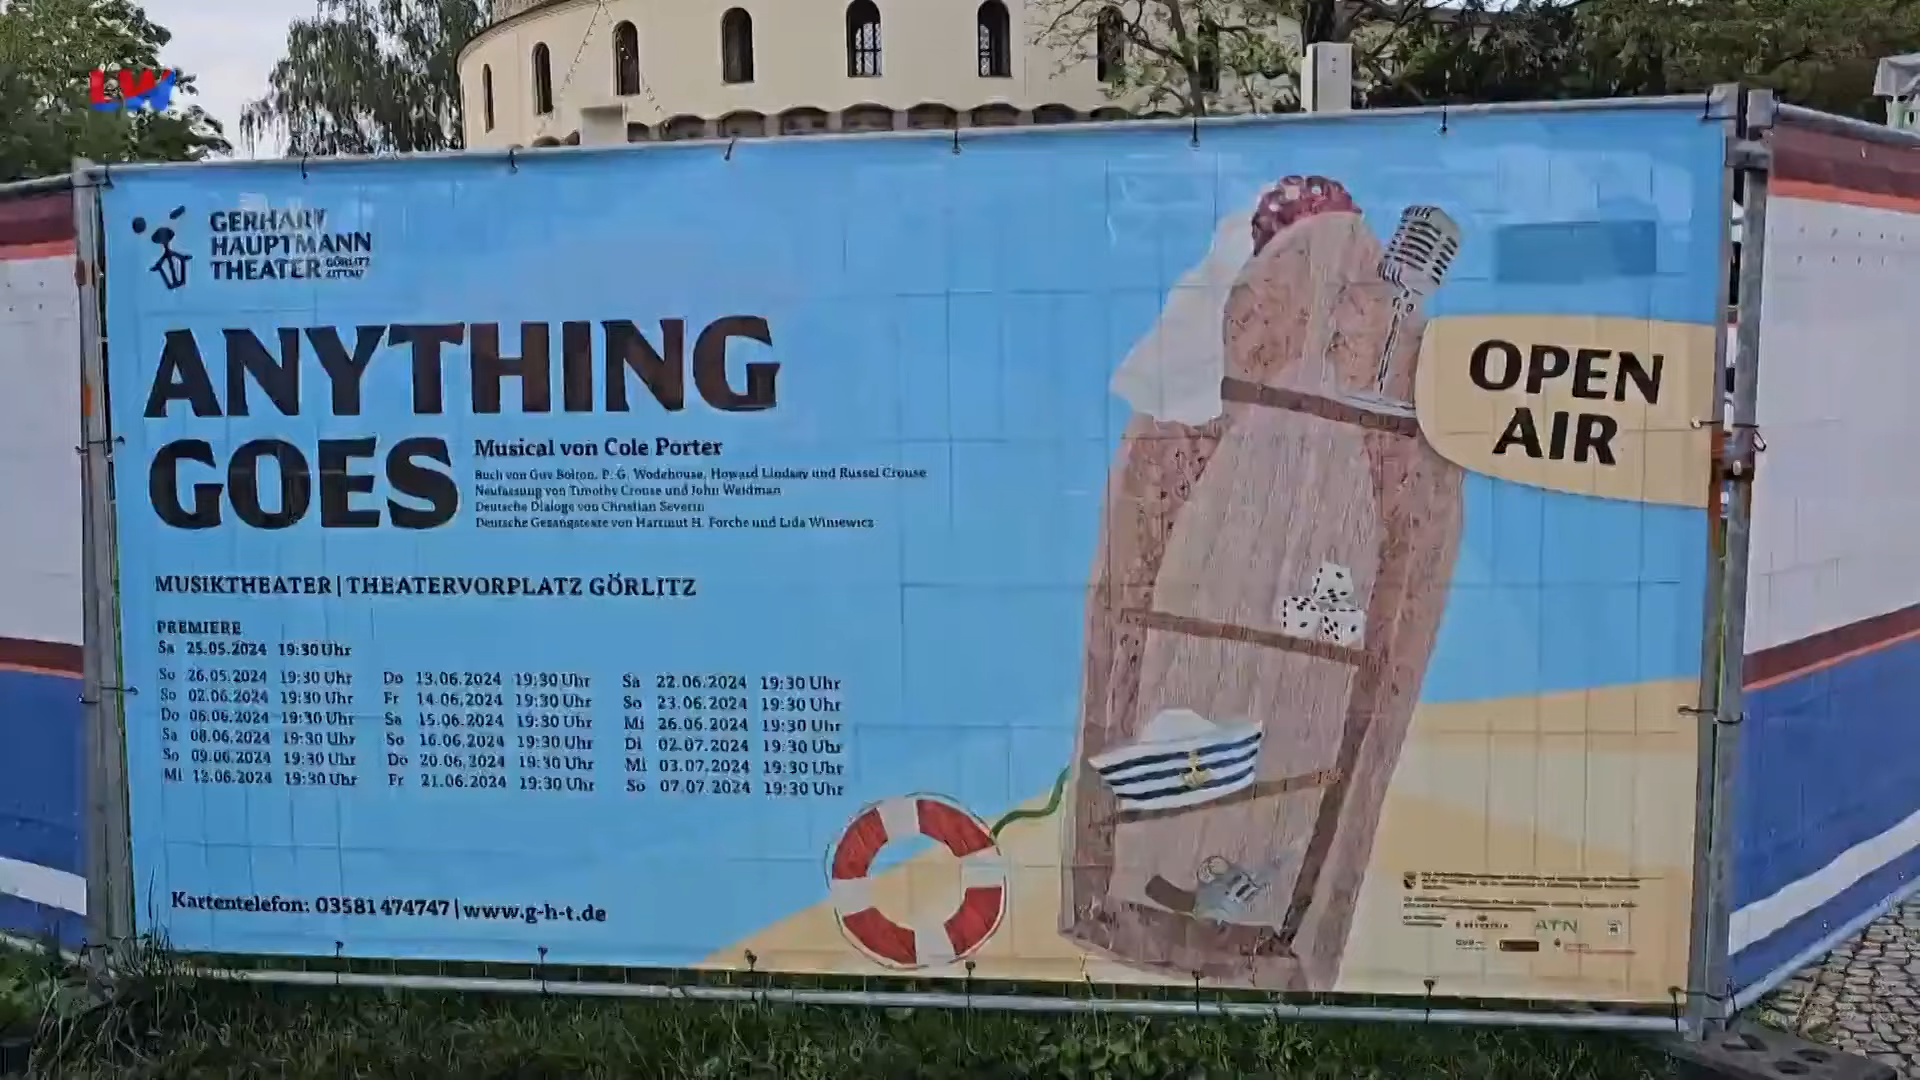 LW
GERHART
HAUPTMANN
THEATER GÖRLITZ
ZITTAU
ANYTHING
GOES
Musical von Cole Porter
Buch von Guy Bolton, P. G. Wodehouse, Howard Lindsay und Russel Crouse
Neufassung von Timothy Crouse und John Weidman
Deutsche Dialoge von Christian Severin
Deutsche Gesangstexte von Hartmut H. Forche und Lida Winiewicz
OPEN
AIR
MUSIKTHEATER | THEATERVORPLATZ GÖRLITZ
PREMIERE
Sa 25.05.2024 19:30 Uhr
So 26.05.2024 19:30 Uhr
So 02.06.2024 19:30 Uhr
Do 06.06.2024 19:30 Uhr
Sa 08.06.2024 19:30 Uhr
So 09.06.2024 19:30 Uhr
Mi 12.06.2024 19:30 Uhr
Do 13.06.2024 19:30 Uhr
Fr 14.06.2024 19:30 Uhr
Sa 15.06.2024 19:30 Uhr
So 16.06.2024 19:30 Uhr
Do 20.06.2024 19:30 Uhr
Fr 21.06.2024 19:30 Uhr
Sa 22.06.2024 19:30 Uhr
So 23.06.2024 19:30 Uhr
Mi 26.06.2024 19:30 Uhr
Di 02.07.2024 19:30 Uhr
Mi 03.07.2024 19:30 Uhr
So 07.07.2024 19:30 Uhr
Kartentelefon: 03581 474747 | www.g-h-t.de
ATN